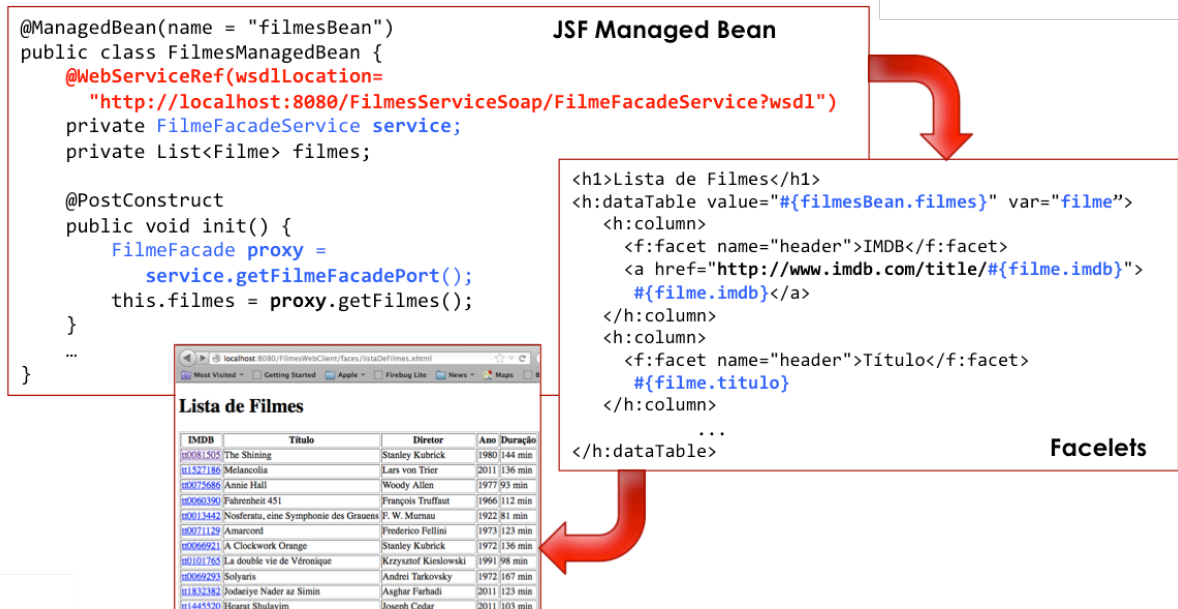 @ManagedBean(name = "filmesBean")
JSF Managed Bean
public class FilmesManagedBean {
@WebServiceRef(wsdlLocation=
"http://localhost:8080/FilmesServiceSoap/FilmeFacadeService?wsdl")
private FilmeFacadeService service;
private List<Filme> filmes;
@PostConstruct
public void init() {
FilmeFacade proxy =
service.getFilmeFacadePort();
this.filmes = proxy.getFilmes();
}
…
}
<h1>Lista de Filmes</h1>
<h:dataTable value="#{filmesBean.filmes}" var="filme”>
<h:column>
<f:facet name="header">IMDB</f:facet>
<a href="http://www.imdb.com/title/#{filme.imdb}">
#{filme.imdb}</a>
</h:column>
<h:column>
<f:facet name="header">Título</f:facet>
#{filme.titulo}
</h:column>
...
</h:dataTable>
Facelets
localhost:8080/FilmesWebClient/faces/listaDeFilmes.xhtml
Most Visited Getting Started Apple Firebug Lite News Maps
Lista de Filmes
IMDB Título Diretor Ano Duração
tt0081505 The Shining Stanley Kubrick 1980 144 min
tt1527186 Melancolia Lars von Trier 2011 136 min
tt0075686 Annie Hall Woody Allen 1977 93 min
tt0060390 Fahrenheit 451 François Truffaut 1966 112 min
tt0013442 Nosferatu, eine Symphonie des Grauens F. W. Murnau 1922 81 min
tt0071129 Amarcord Frederico Fellini 1973 123 min
tt0066921 A Clockwork Orange Stanley Kubrick 1972 136 min
tt0101765 La double vie de Véronique Krzysztof Kieslowski 1991 98 min
tt0069293 Solyaris Andrei Tarkovsky 1972 167 min
tt1832382 Jodaeiye Nader az Simin Asghar Farhadi 2011 123 min
tt1445520 Hearat Shulayim Joseph Cedar 2011 103 min